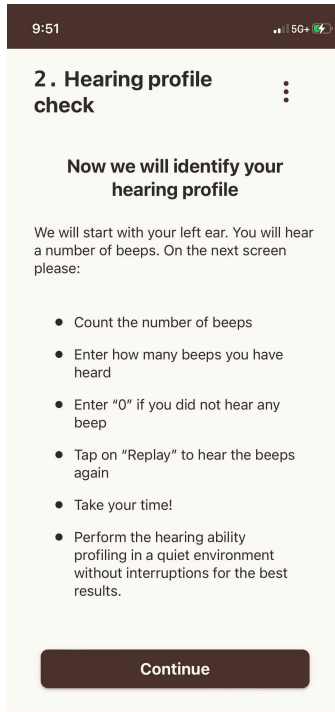 9:51
5G+
2. Hearing profile
check
Now we will identify your
hearing profile
We will start with your left ear. You will hear
a number of beeps. On the next screen
please:
Count the number of beeps
Enter how many beeps you have
heard
Enter “0” if you did not hear any
beep
Tap on “Replay” to hear the beeps
again
Take your time!
Perform the hearing ability
profiling in a quiet environment
without interruptions for the best
results.
Continue